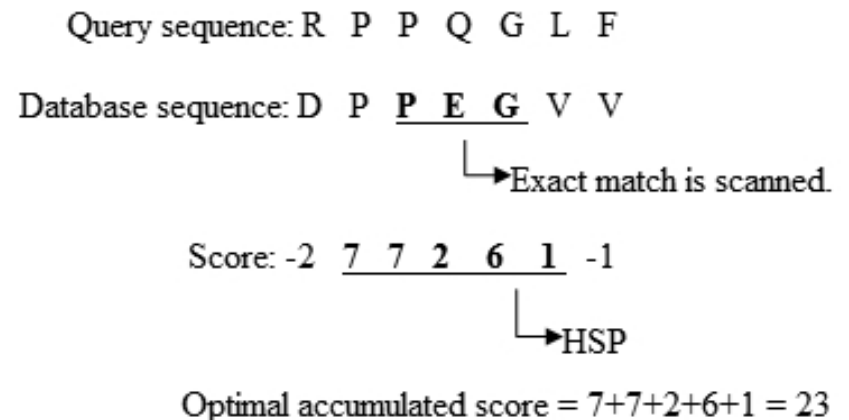 Query sequence: R P P Q G L F
Database sequence: D P P E G V V
Exact match is scanned.
Score: -2 7 7 2 6 1 -1
HSP
Optimal accumulated score = 7+7+2+6+1 = 23